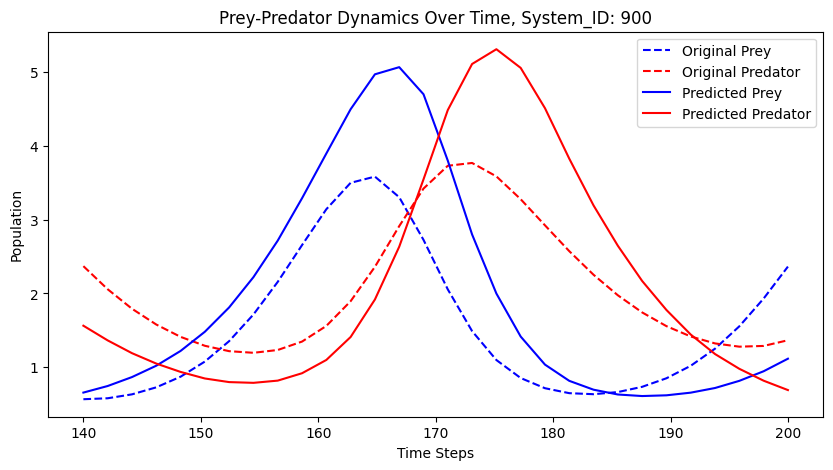 Prey-Predator Dynamics Over Time, System_ID: 900
Original Prey
Original Predator
Predicted Prey
Predicted Predator
Population
5
4
3
2
1
140 150 160 170 180 190 200
Time Steps